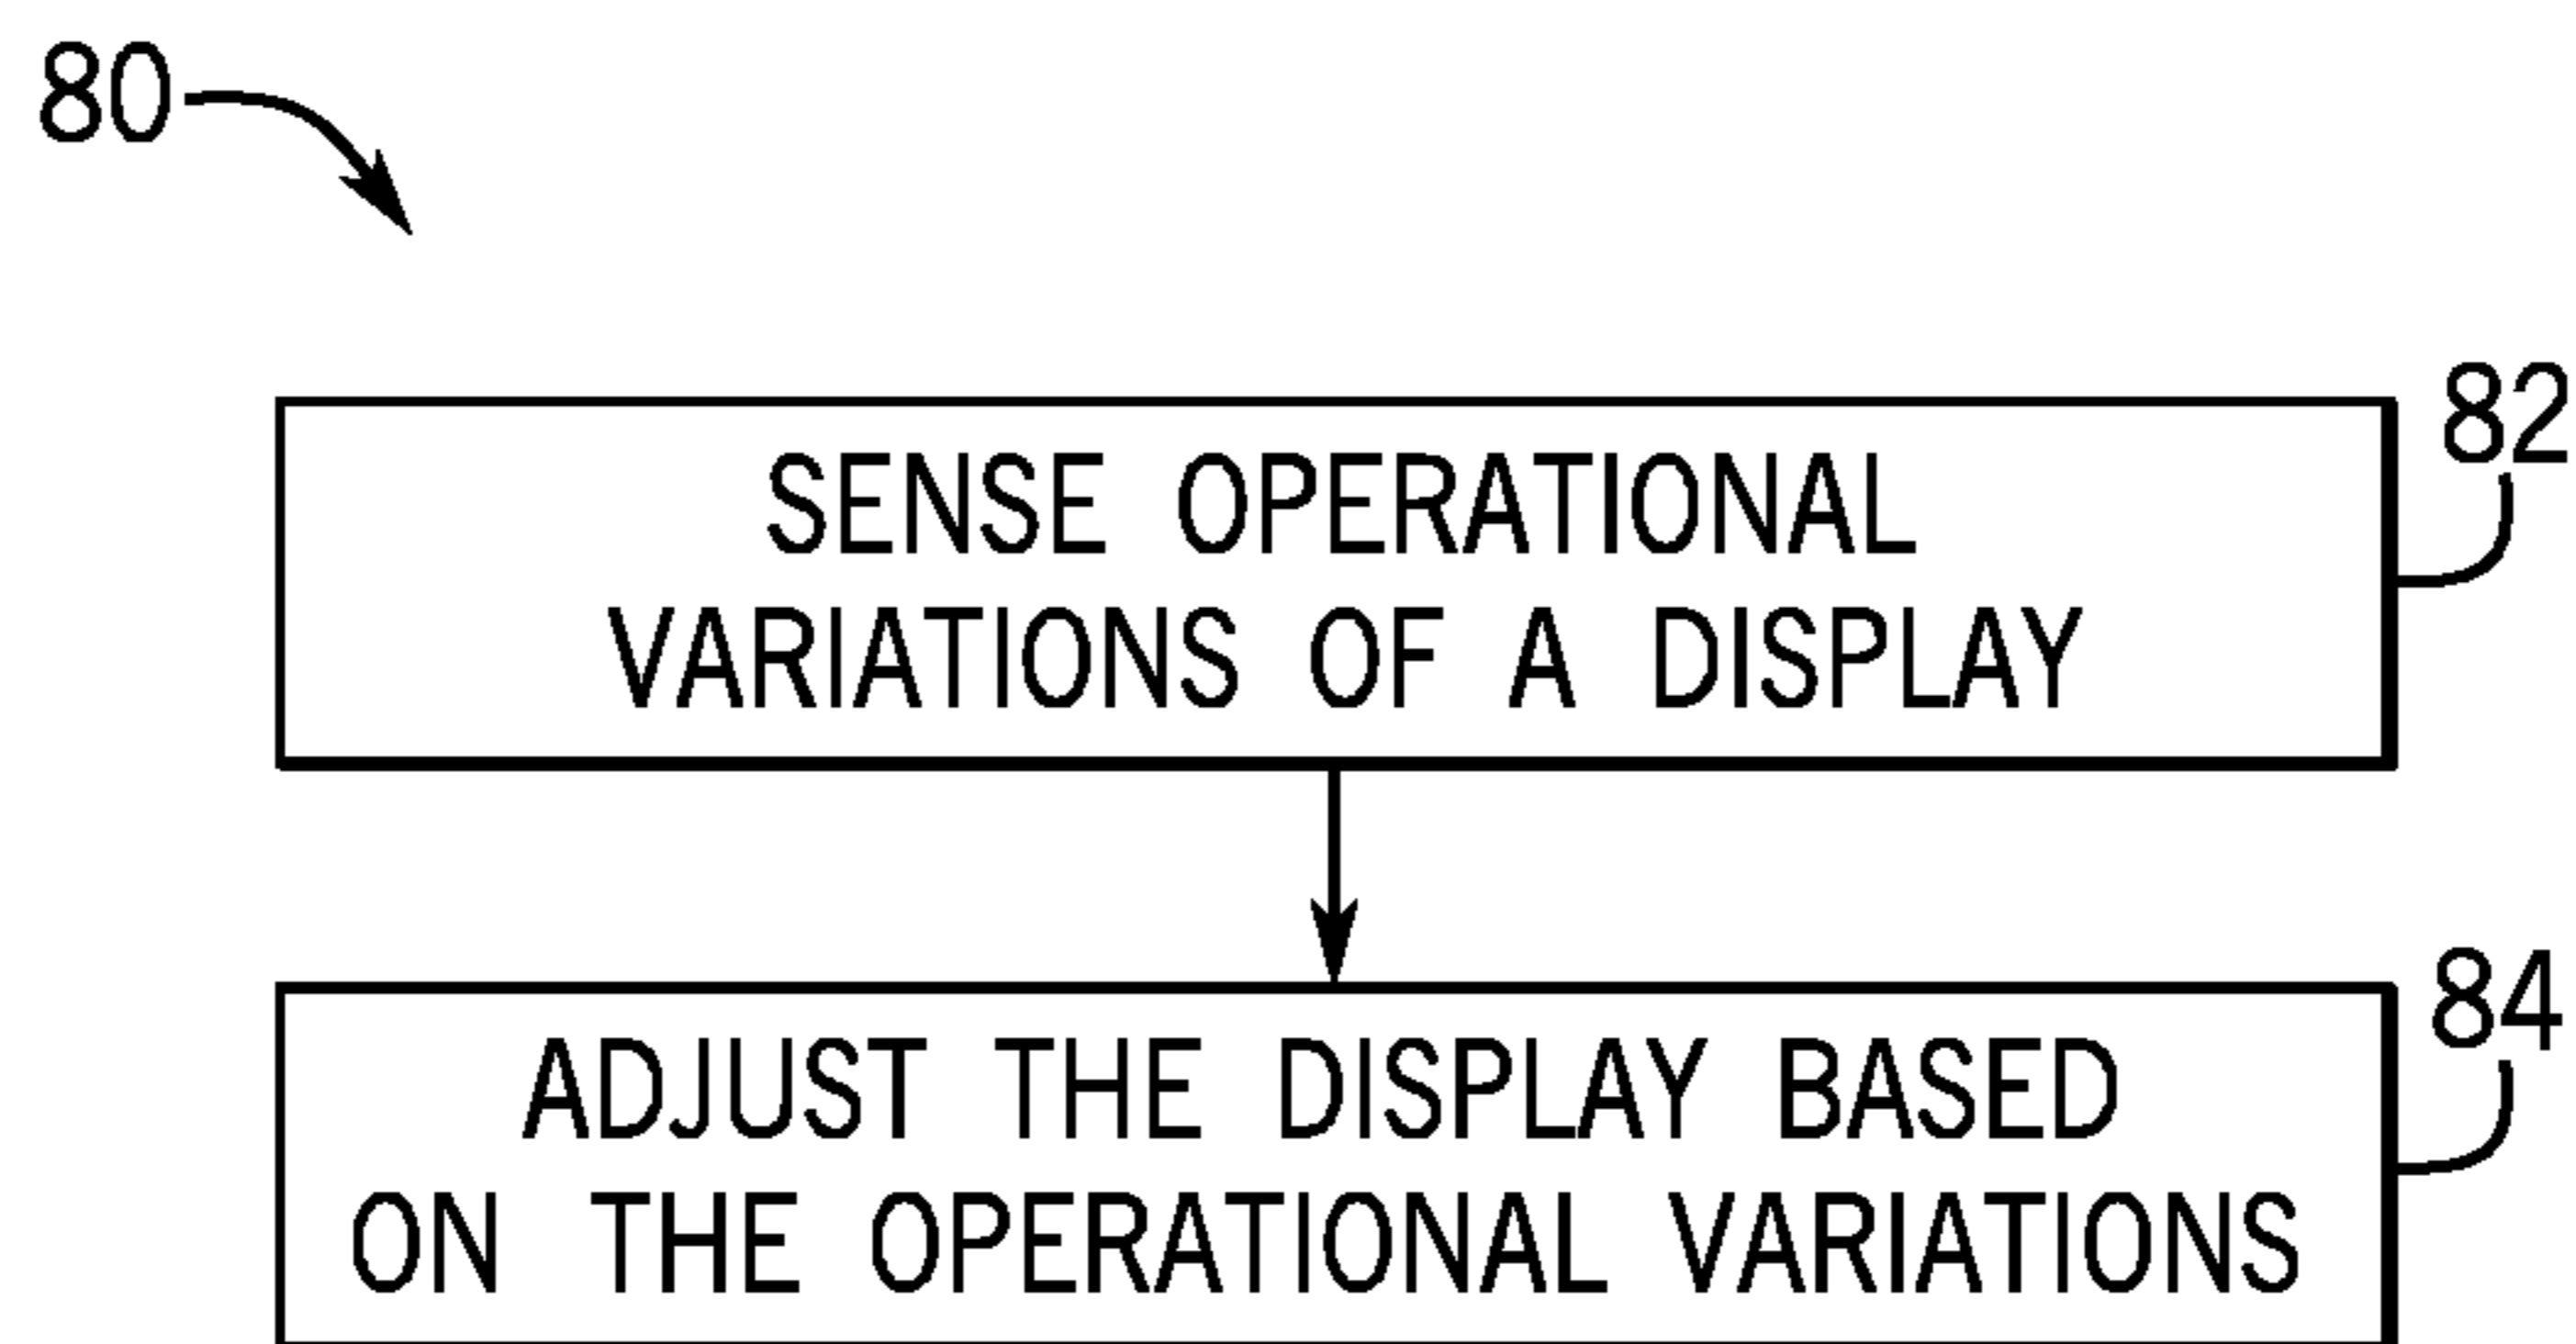 80
82
SENSE OPERATIONAL
VARIATIONS OF A DISPLAY
84
ADJUST THE DISPLAY BASED
ON THE OPERATIONAL VARIATIONS